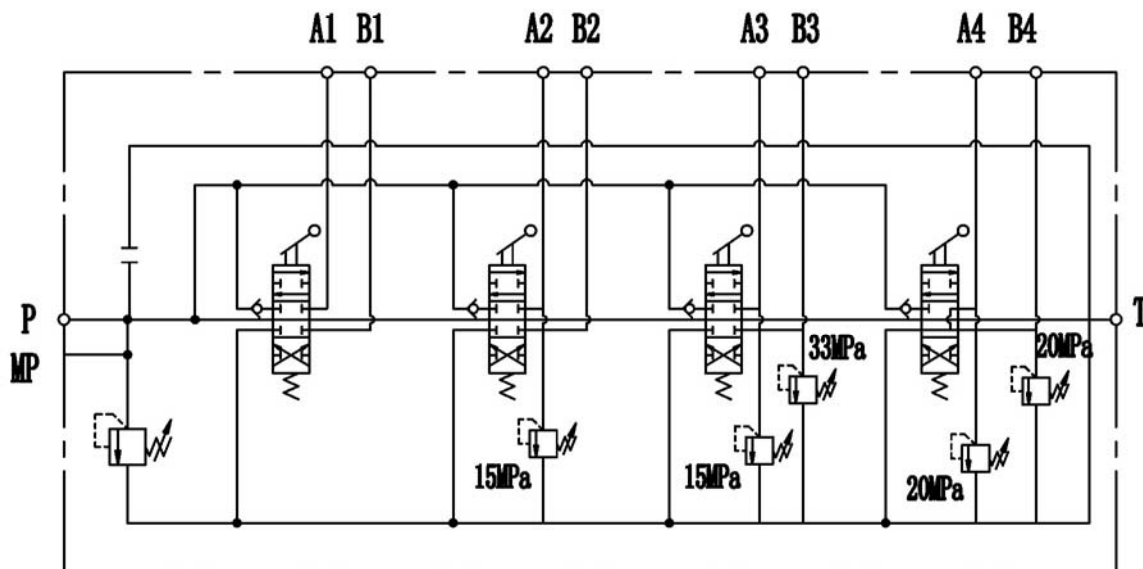 A1 B1 A2 B2 A3 B3 A4 B4
P T
MP
33MPa 20MPa
15MPa 15MPa 20MPa